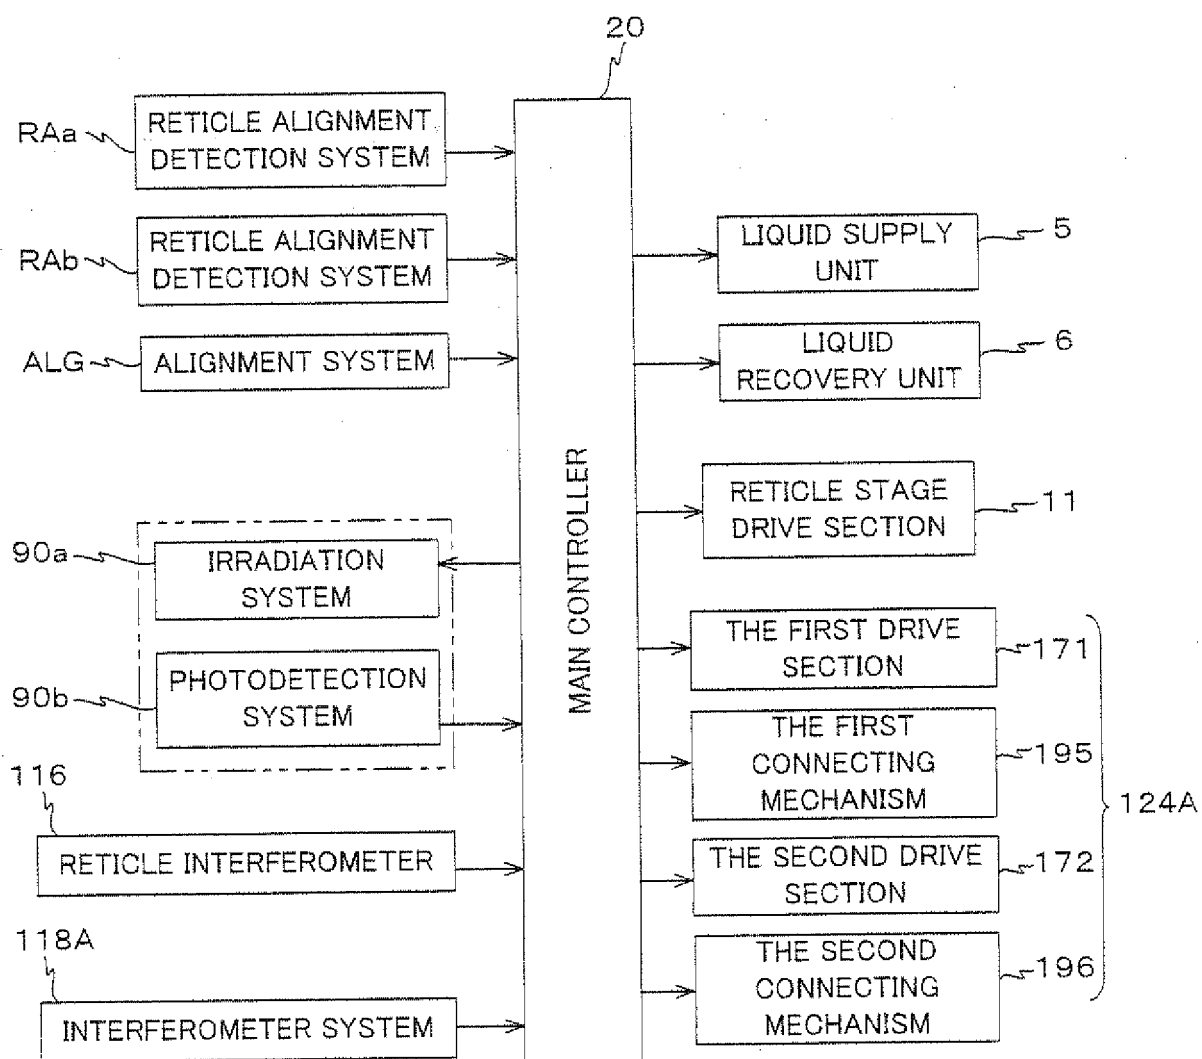 20
RAa
RETICLE ALIGNMENT
DETECTION SYSTEM
RAb
RETICLE ALIGNMENT
DETECTION SYSTEM
ALG
ALIGNMENT SYSTEM
90a
IRRADIATION
SYSTEM
90b
PHOTODETECTION
SYSTEM
116
RETICLE INTERFEROMETER
118A
INTERFEROMETER SYSTEM
MAIN CONTROLLER
LIQUID SUPPLY
UNIT
5
LIQUID
RECOVERY UNIT
6
RETICLE STAGE
DRIVE SECTION
11
THE FIRST DRIVE
SECTION
171
THE FIRST
CONNECTING
MECHANISM
195
THE SECOND DRIVE
SECTION
172
THE SECOND
CONNECTING
MECHANISM
196
124A